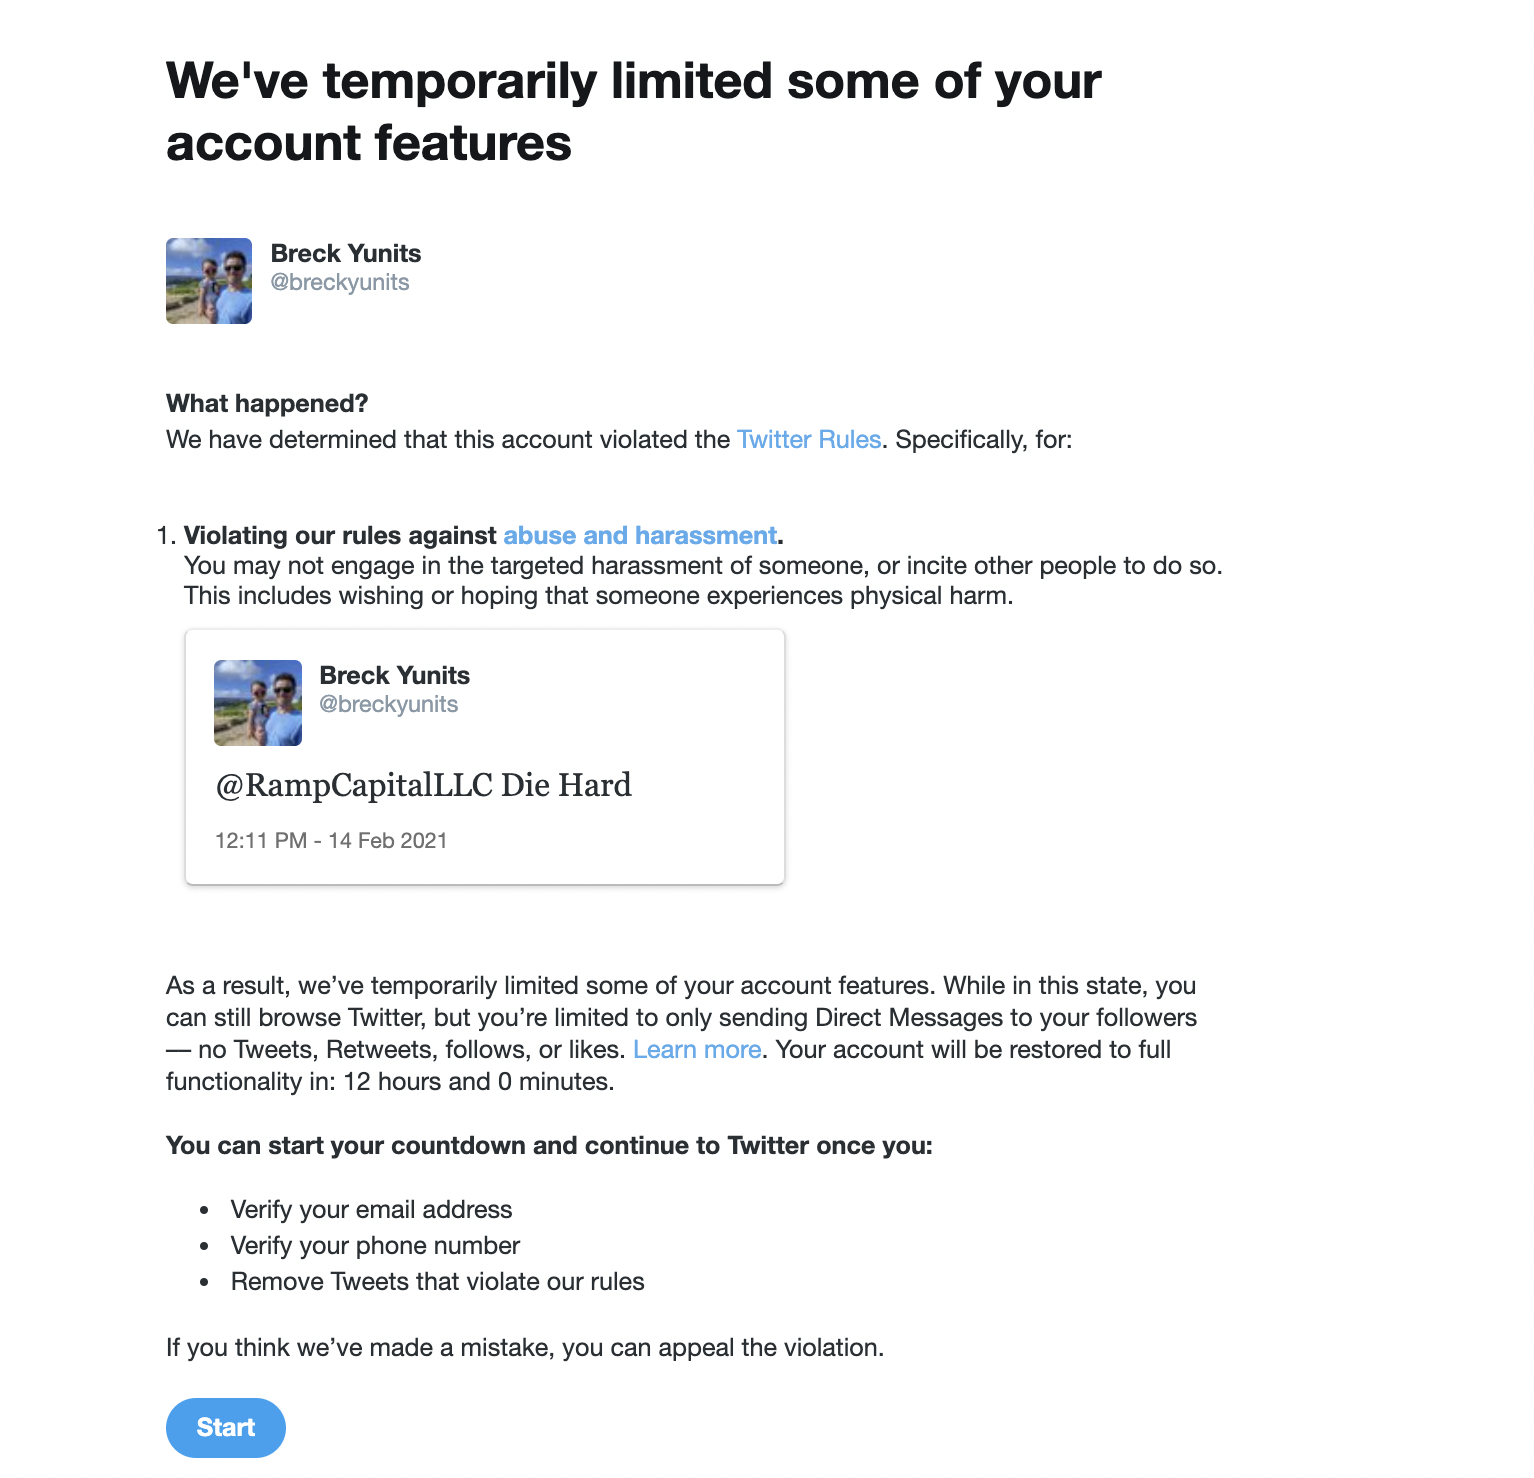 We've temporarily limited some of your
account features
Breck Yunits
@breckyunits
What happened?
We have determined that this account violated the Twitter Rules. Specifically, for:
1. Violating our rules against abuse and harassment.
You may not engage in the targeted harassment of someone, or incite other people to do so.
This includes wishing or hoping that someone experiences physical harm.
Breck Yunits
@breckyunits
@RampCapitalLLC Die Hard
12:11 PM - 14 Feb 2021
As a result, we’ve temporarily limited some of your account features. While in this state, you
can still browse Twitter, but you’re limited to only sending Direct Messages to your followers
— no Tweets, Retweets, follows, or likes. Learn more. Your account will be restored to full
functionality in: 12 hours and 0 minutes.
You can start your countdown and continue to Twitter once you:
• Verify your email address
• Verify your phone number
• Remove Tweets that violate our rules
If you think we’ve made a mistake, you can appeal the violation.
Start